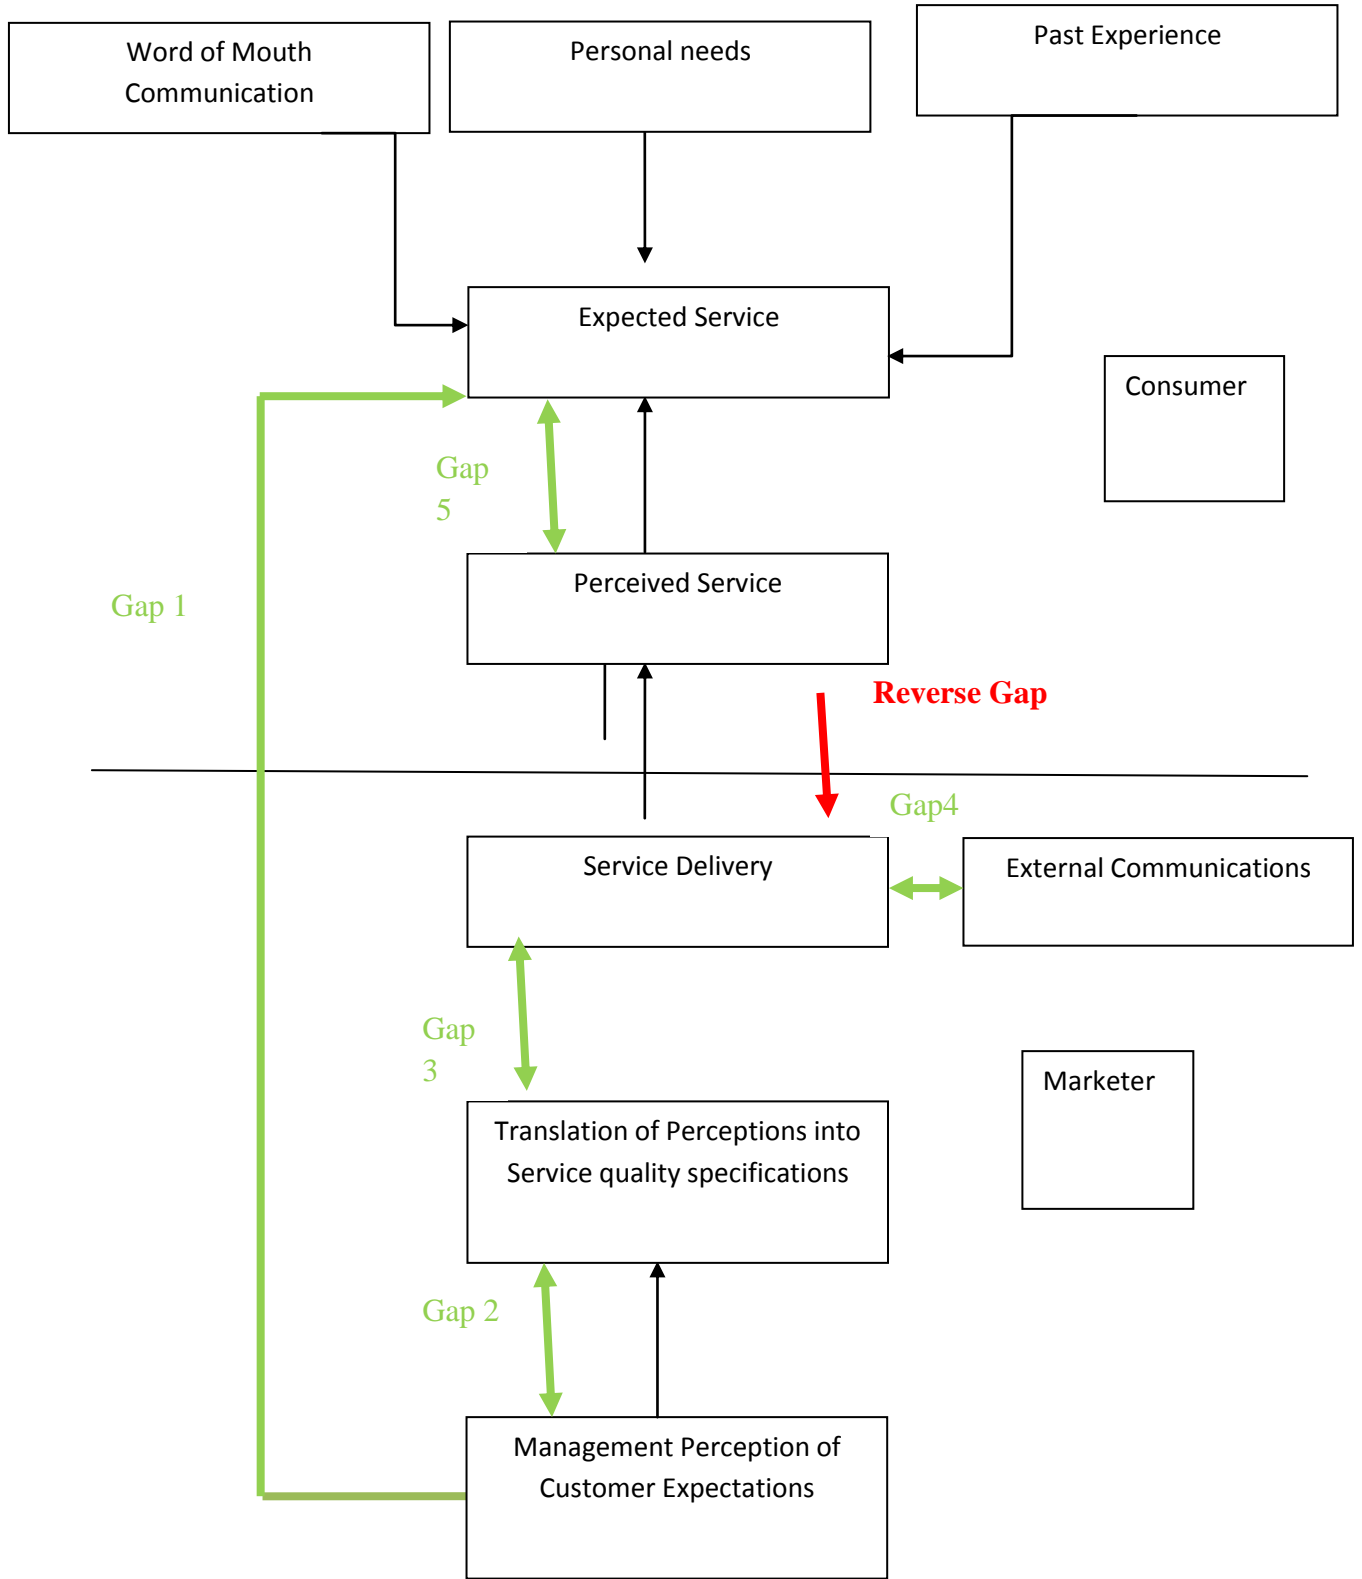 Word of Mouth
Communication
Personal needs
Past Experience
Expected Service
Consumer
Gap
5
Perceived Service
Gap 1
Reverse Gap
Gap4
Service Delivery
External Communications
Gap
3
Marketer
Translation of Perceptions into
Service quality specifications
Gap 2
Management Perception of
Customer Expectations